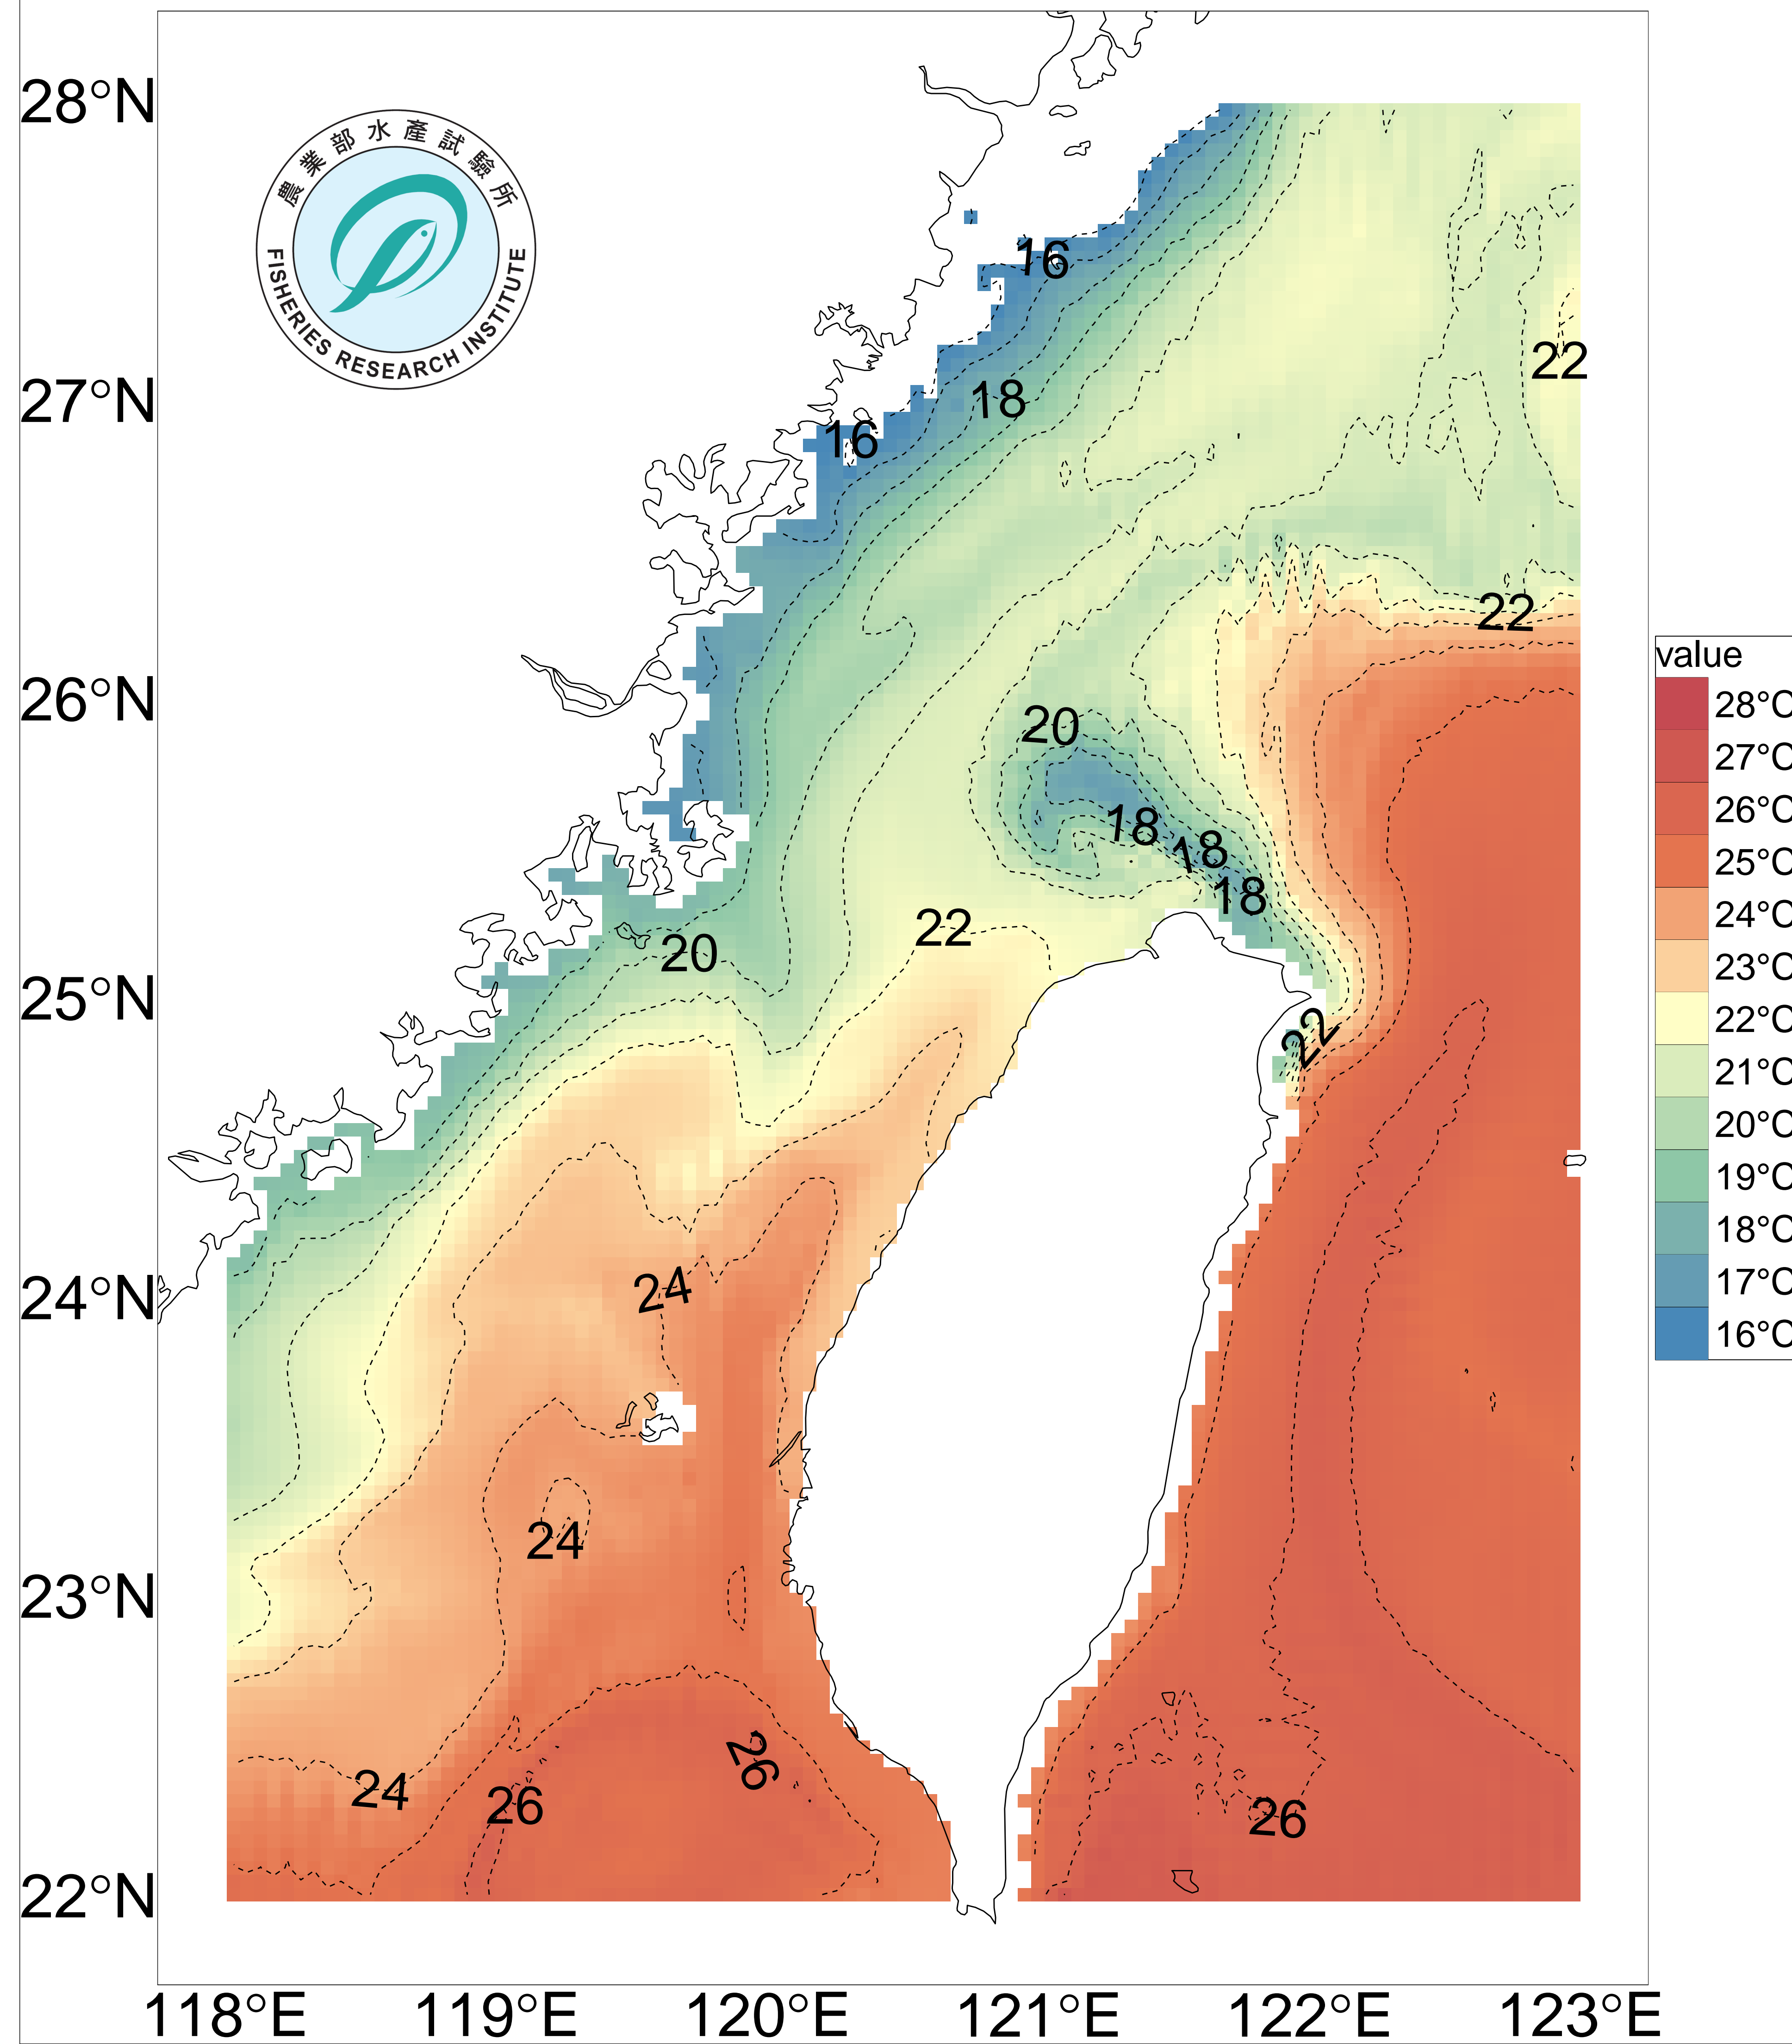 28°N
27°N
26°N
25°N
24°N
23°N
22°N
118°E 119°E 120°E 121°E 122°E 123°E
農業部水產試驗所
FISHERIES RESEARCH INSTITUTE
16
18
16
22
22
20
18
18
18
22
20
22
24
24
24
26
26
26
value
28°C
27°C
26°C
25°C
24°C
23°C
22°C
21°C
20°C
19°C
18°C
17°C
16°C